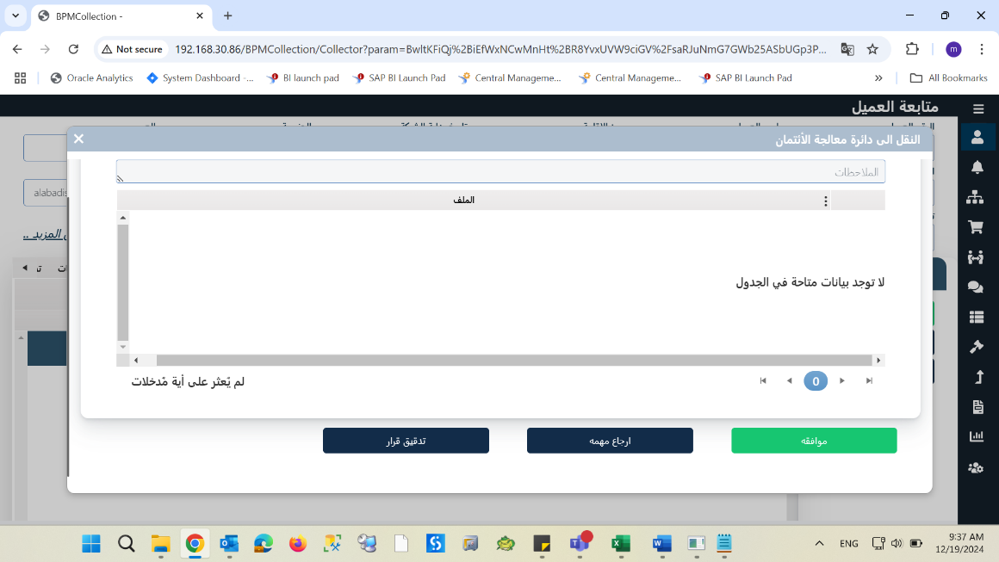 BPMCollection -
Not secure
192.168.30.86/BPMCollection/Collector?param=BwltKFiQj%2BiEfWxNCwMnHt%2BR8YvxUVW9ciGV%2FsaRJuNmG7GWb25ASbUGp3P...
m
Oracle Analytics
System Dashboard -...
BI launch pad
SAP BI Launch Pad
Central Manageme...
Central Manageme...
SAP BI Launch Pad
»
All Bookmarks
متابعة العميل
النقل الى دائرة معالجة الأئتمان
alabadis
المزيد ..
الملاحظات
الملف
لا توجد بيانات متاحة في الجدول
0
لم يًعثر على أية مًدخلات
موافقه
ارجاع مهمه
تدقيق قرار
ENG
9:37 AM
12/19/2024